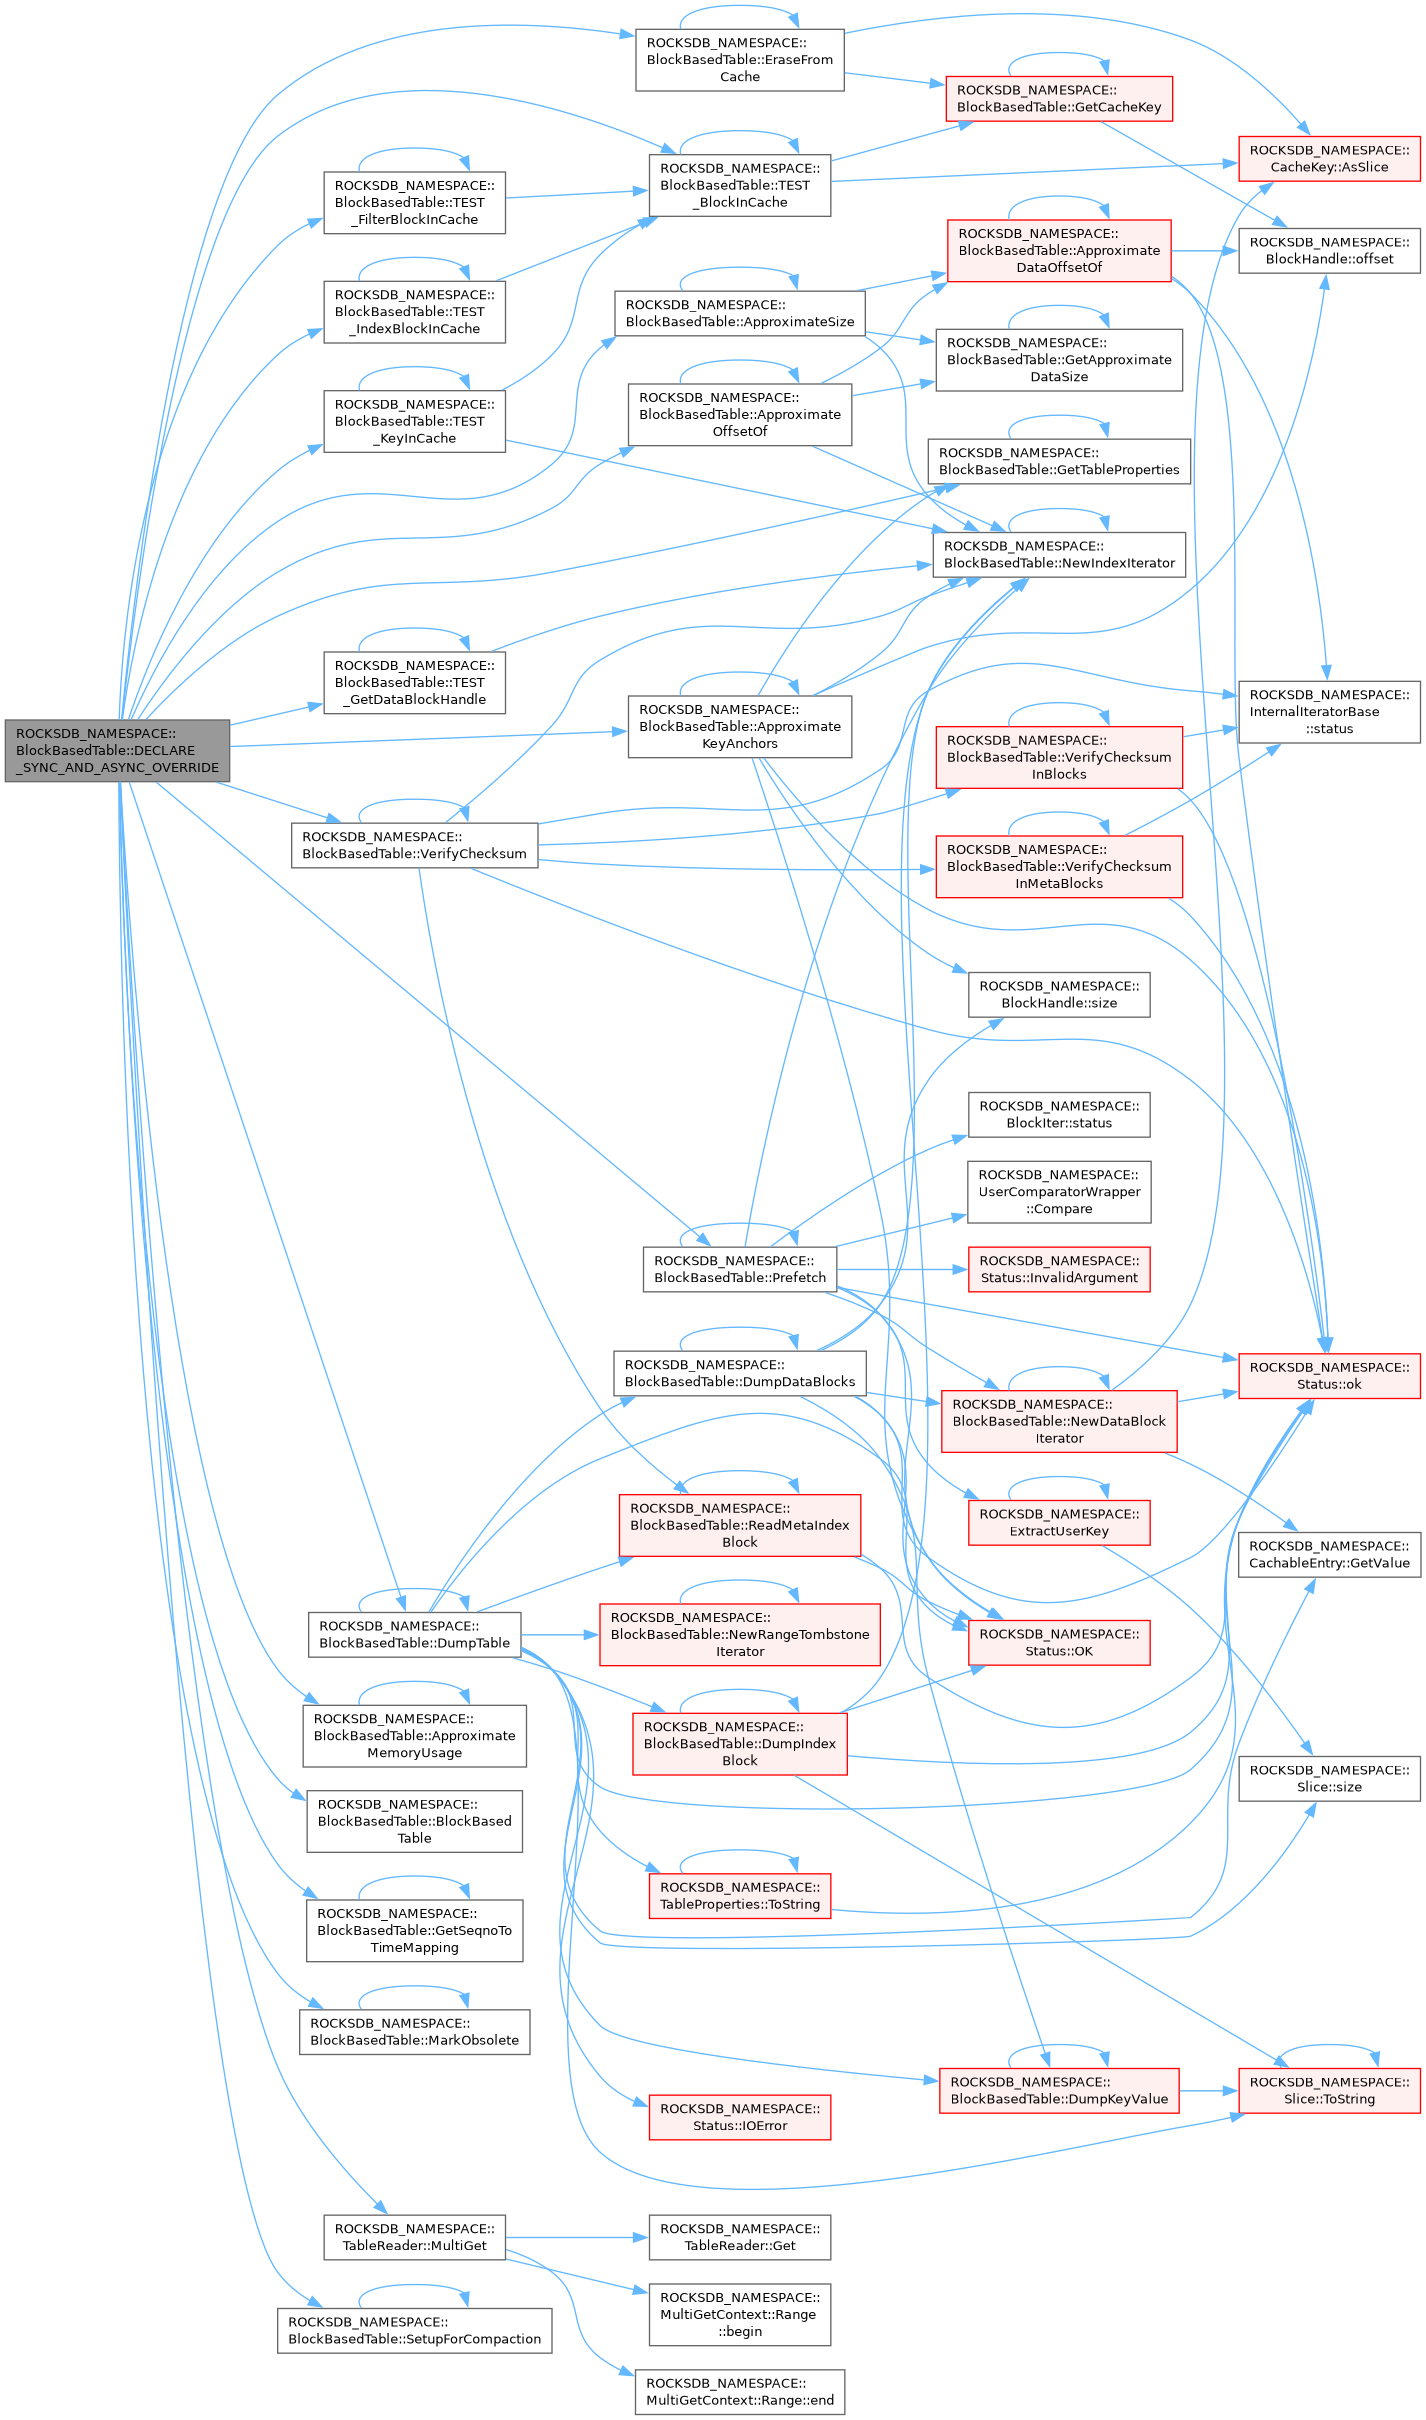 ROCKSDB_NAMESPACE::
BlockBasedTable::DECLARE
_SYNC_AND_ASYNC_OVERRIDE
ROCKSDB_NAMESPACE::
BlockBasedTable::TEST
_FilterBlockInCache
ROCKSDB_NAMESPACE::
BlockBasedTable::TEST
_IndexBlockInCache
ROCKSDB_NAMESPACE::
BlockBasedTable::TEST
_KeyInCache
ROCKSDB_NAMESPACE::
BlockBasedTable::TEST
_GetDataBlockHandle
ROCKSDB_NAMESPACE::
BlockBasedTable::VerifyChecksum
ROCKSDB_NAMESPACE::
BlockBasedTable::DumpTable
ROCKSDB_NAMESPACE::
BlockBasedTable::Approximate
MemoryUsage
ROCKSDB_NAMESPACE::
BlockBasedTable::BlockBased
Table
ROCKSDB_NAMESPACE::
BlockBasedTable::GetSeqnoTo
TimeMapping
ROCKSDB_NAMESPACE::
BlockBasedTable::MarkObsolete
ROCKSDB_NAMESPACE::
TableReader::MultiGet
ROCKSDB_NAMESPACE::
BlockBasedTable::SetupForCompaction
ROCKSDB_NAMESPACE::
BlockBasedTable::EraseFrom
Cache
ROCKSDB_NAMESPACE::
BlockBasedTable::TEST
_BlockInCache
ROCKSDB_NAMESPACE::
BlockBasedTable::ApproximateSize
ROCKSDB_NAMESPACE::
BlockBasedTable::Approximate
OffsetOf
ROCKSDB_NAMESPACE::
BlockBasedTable::Approximate
KeyAnchors
ROCKSDB_NAMESPACE::
BlockBasedTable::Prefetch
ROCKSDB_NAMESPACE::
BlockBasedTable::DumpDataBlocks
ROCKSDB_NAMESPACE::
BlockBasedTable::ReadMetaIndex
Block
ROCKSDB_NAMESPACE::
BlockBasedTable::NewRangeTombstone
Iterator
ROCKSDB_NAMESPACE::
BlockBasedTable::DumpIndex
Block
ROCKSDB_NAMESPACE::
TableProperties::ToString
ROCKSDB_NAMESPACE::
Status::IOError
ROCKSDB_NAMESPACE::
TableReader::Get
ROCKSDB_NAMESPACE::
MultiGetContext::Range
::begin
ROCKSDB_NAMESPACE::
MultiGetContext::Range::end
ROCKSDB_NAMESPACE::
BlockBasedTable::GetCacheKey
ROCKSDB_NAMESPACE::
BlockBasedTable::Approximate
DataOffsetOf
ROCKSDB_NAMESPACE::
BlockBasedTable::GetApproximate
DataSize
ROCKSDB_NAMESPACE::
BlockBasedTable::GetTableProperties
ROCKSDB_NAMESPACE::
BlockBasedTable::NewIndexIterator
ROCKSDB_NAMESPACE::
BlockBasedTable::VerifyChecksum
InBlocks
ROCKSDB_NAMESPACE::
BlockBasedTable::VerifyChecksum
InMetaBlocks
ROCKSDB_NAMESPACE::
BlockHandle::size
ROCKSDB_NAMESPACE::
BlockIter::status
ROCKSDB_NAMESPACE::
UserComparatorWrapper
::Compare
ROCKSDB_NAMESPACE::
Status::InvalidArgument
ROCKSDB_NAMESPACE::
BlockBasedTable::NewDataBlock
Iterator
ROCKSDB_NAMESPACE::
ExtractUserKey
ROCKSDB_NAMESPACE::
Status::OK
ROCKSDB_NAMESPACE::
BlockBasedTable::DumpKeyValue
ROCKSDB_NAMESPACE::
CacheKey::AsSlice
ROCKSDB_NAMESPACE::
BlockHandle::offset
ROCKSDB_NAMESPACE::
InternalIteratorBase
::status
ROCKSDB_NAMESPACE::
Status::ok
ROCKSDB_NAMESPACE::
CachableEntry::GetValue
ROCKSDB_NAMESPACE::
Slice::size
ROCKSDB_NAMESPACE::
Slice::ToString